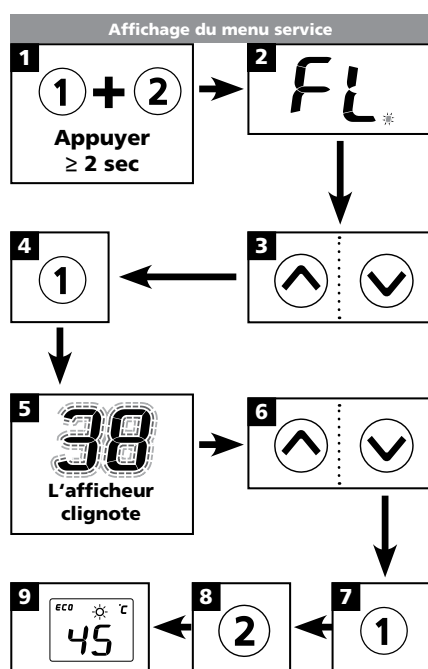 Affichage du menu service
1
1 + 2
Appuyer
≥ 2 sec
2
FL
3
4
1
5
38
L'afficheur
clignote
6
7
1
8
2
9
ECO °C
45